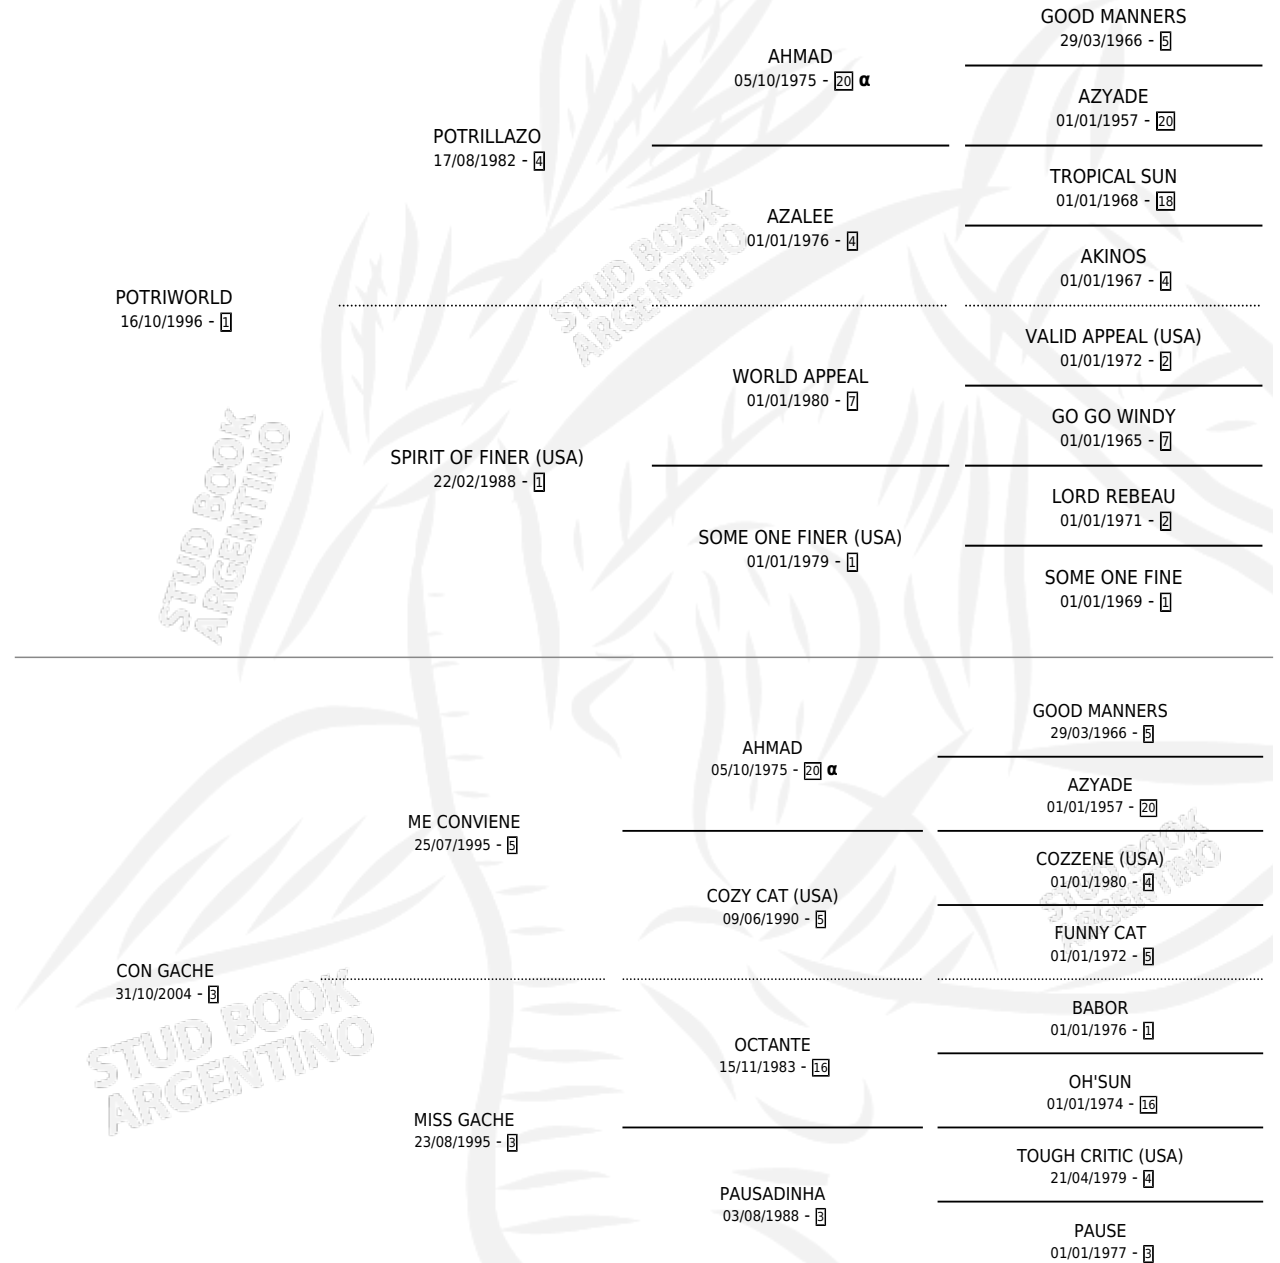 GOOD MANNERS
29/03/1966 - 5
AHMAD
05/10/1975 - 20 α
AZYADE
01/01/1957 - 20
POTRILLAZO
17/08/1982 - 4
TROPICAL SUN
01/01/1968 - 18
AZALEE
01/01/1976 - 4
AKINOS
01/01/1967 - 4
POTRIWORLD
16/10/1996 - 1
VALID APPEAL (USA)
01/01/1972 - 2
WORLD APPEAL
01/01/1980 - 7
GO GO WINDY
01/01/1965 - 7
SPIRIT OF FINER (USA)
22/02/1988 - 1
LORD REBEAU
01/01/1971 - 2
SOME ONE FINER (USA)
01/01/1979 - 1
SOME ONE FINE
01/01/1969 - 1
STUD BOOK
ARGENTINO
STUD BOOK
ARGENTINO
GOOD MANNERS
29/03/1966 - 5
AHMAD
05/10/1975 - 20 α
AZYADE
01/01/1957 - 20
ME CONVIENE
25/07/1995 - 5
COZZENE (USA)
01/01/1980 - 4
COZY CAT (USA)
09/06/1990 - 5
FUNNY CAT
01/01/1972 - 5
CON GACHE
31/10/2004 - 3
BABOR
01/01/1976 - 1
OCTANTE
15/11/1983 - 16
OH'SUN
01/01/1974 - 16
MISS GACHE
23/08/1995 - 3
TOUGH CRITIC (USA)
21/04/1979 - 4
PAUSADINHA
03/08/1988 - 3
PAUSE
01/01/1977 - 3
STUD BOOK
ARGENTINO
STUD BOOK
ARGENTINO